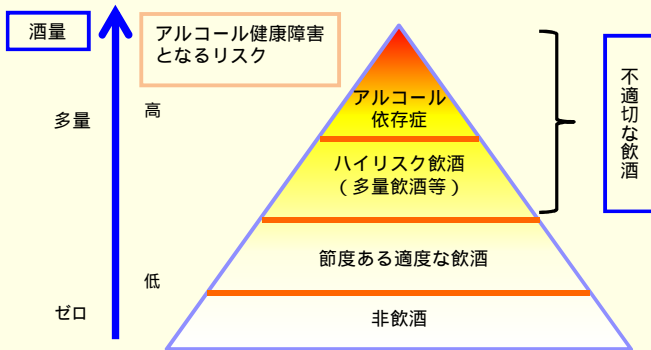 酒量
アルコール健康障害
となるリスク
多量
高
アルコール
依存症
ハイリスク飲酒
（多量飲酒等）
不適切な飲酒
節度ある適度な飲酒
低
ゼロ
非飲酒